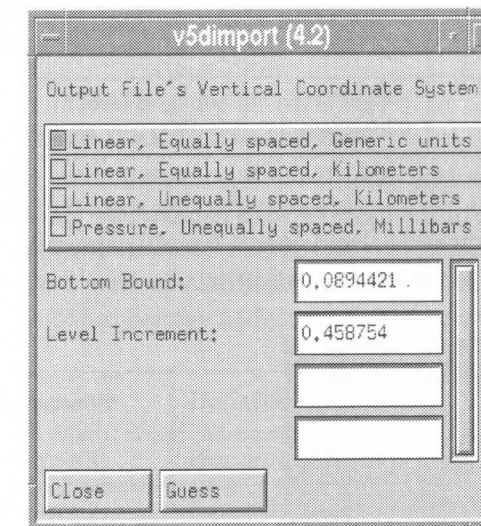 v5dimport (4.2)
Output File's Vertical Coordinate System
Linear, Equally spaced, Generic units
Linear, Equally spaced, Kilometers
Linear, Unequally spaced, Kilometers
Pressure, Unequally spaced, Millibars
Bottom Bound: 0.0894421
Level Increment: 0.458754
Close Guess